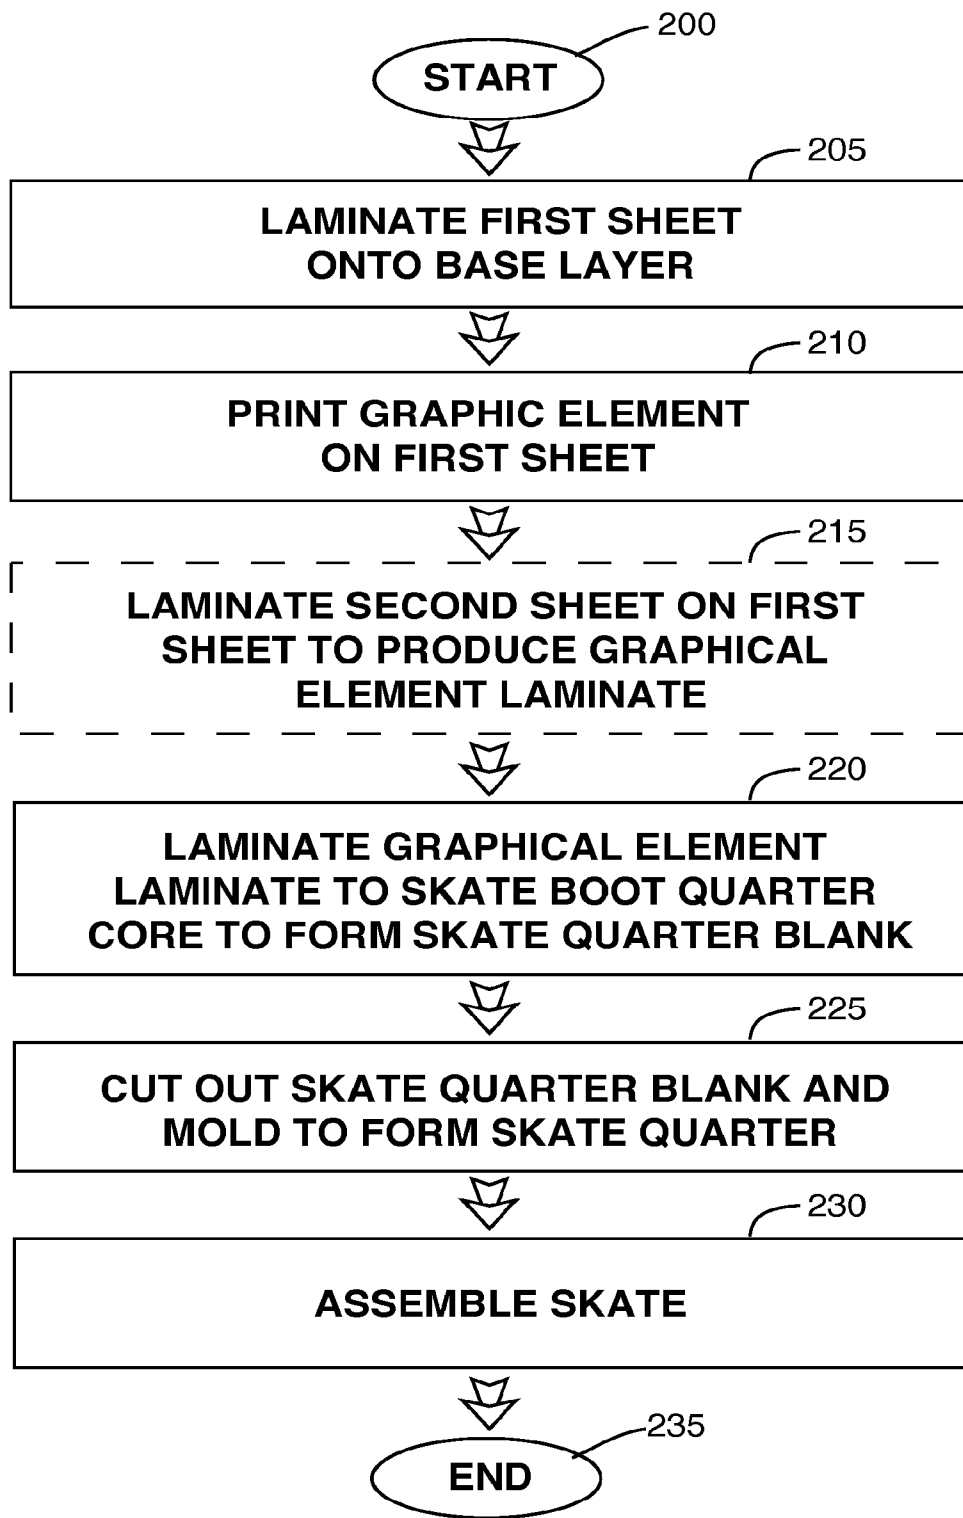 200
START
205
LAMINATE FIRST SHEET
ONTO BASE LAYER
210
PRINT GRAPHIC ELEMENT
ON FIRST SHEET
215
LAMINATE SECOND SHEET ON FIRST
SHEET TO PRODUCE GRAPHICAL
ELEMENT LAMINATE
220
LAMINATE GRAPHICAL ELEMENT
LAMINATE TO SKATE BOOT QUARTER
CORE TO FORM SKATE QUARTER BLANK
225
CUT OUT SKATE QUARTER BLANK AND
MOLD TO FORM SKATE QUARTER
230
ASSEMBLE SKATE
235
END